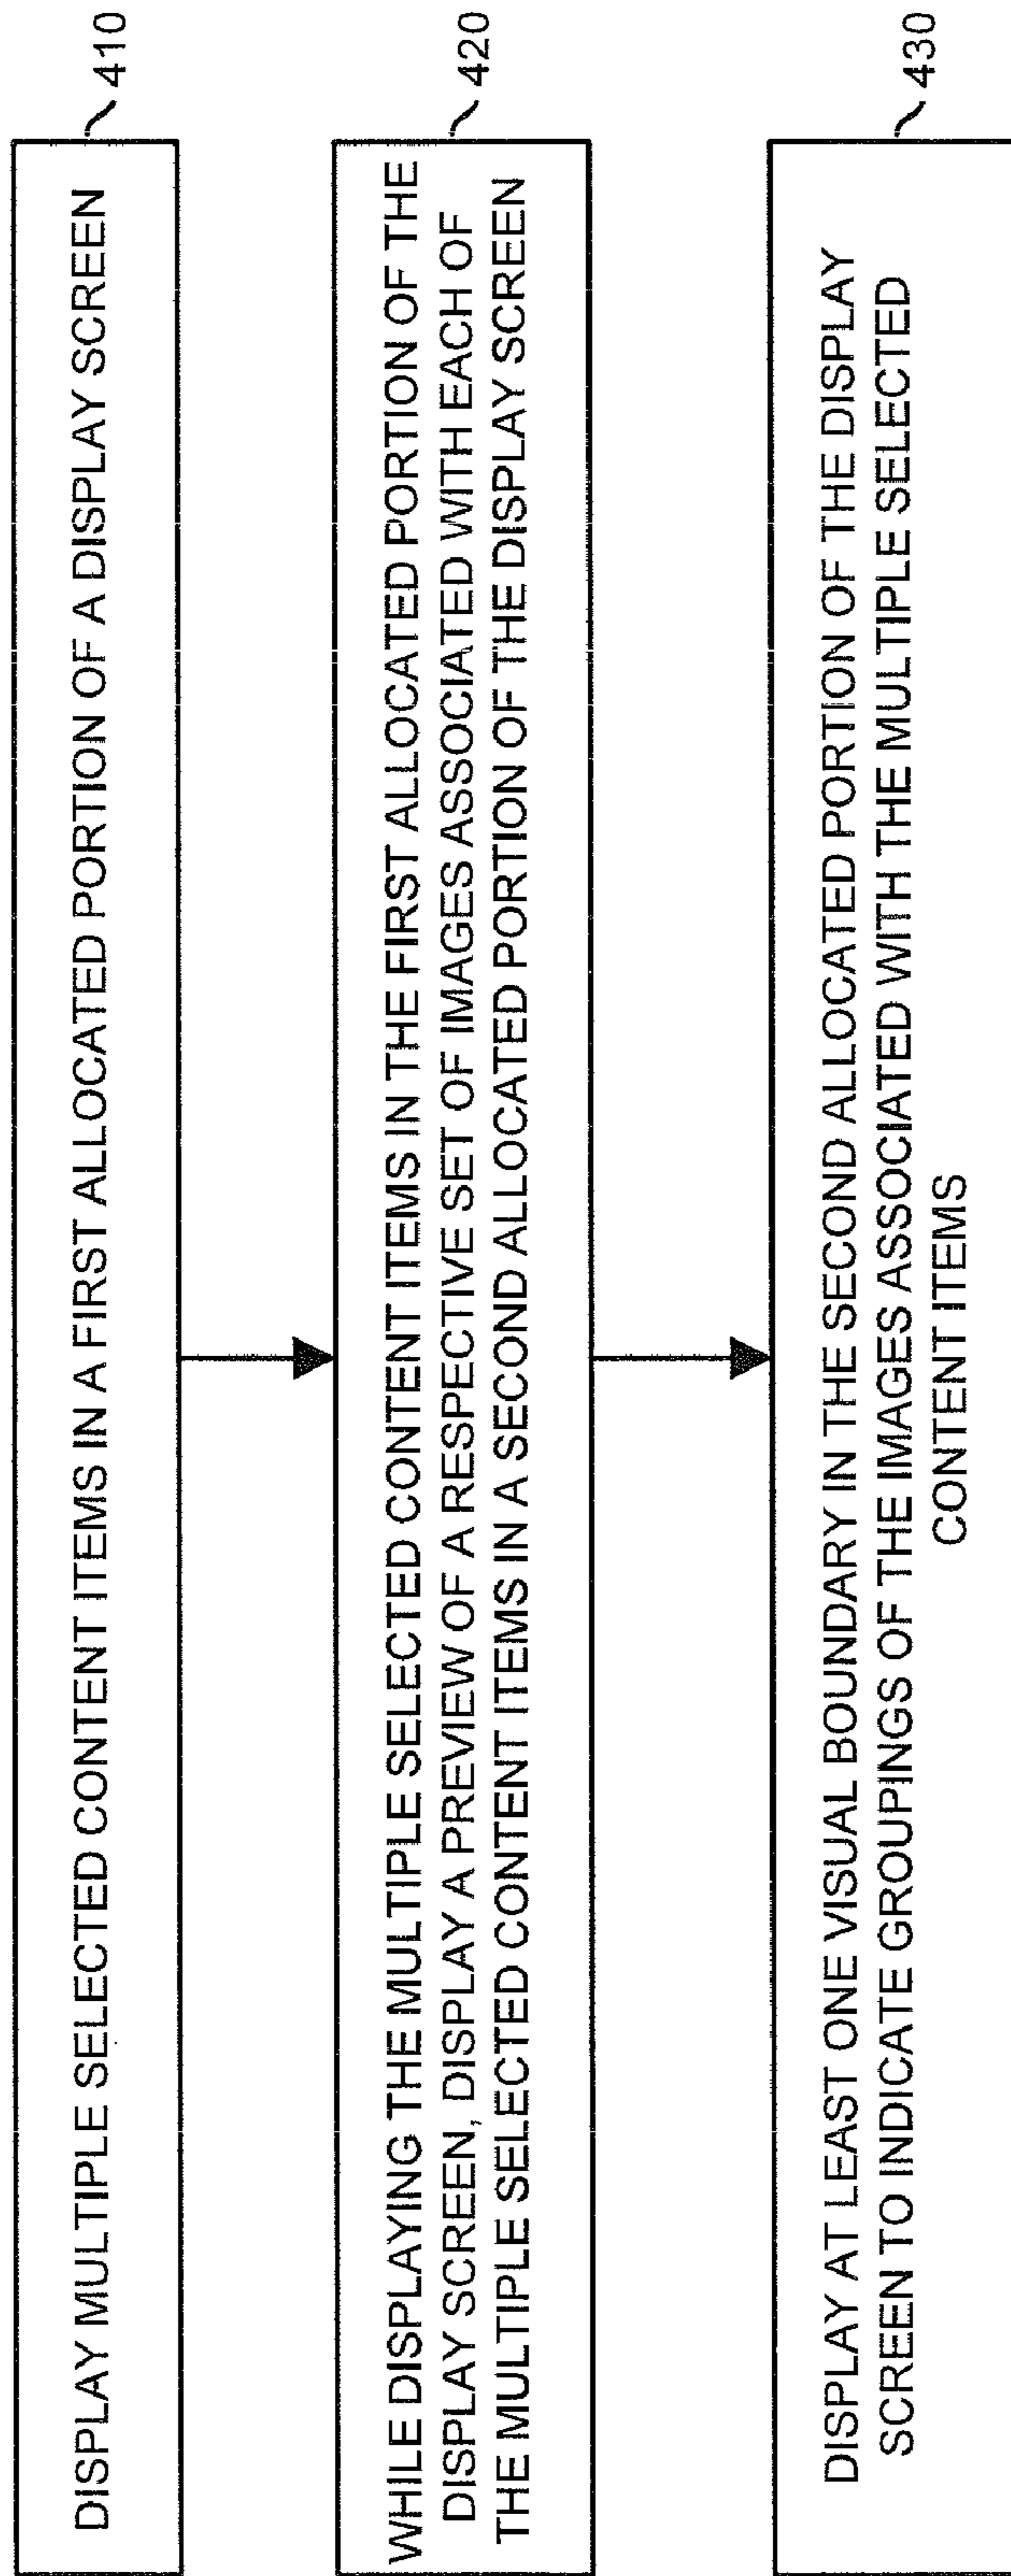 DISPLAY MULTIPLE SELECTED CONTENT ITEMS IN A FIRST ALLOCATED PORTION OF A DISPLAY SCREEN
410
WHILE DISPLAYING THE MULTIPLE SELECTED CONTENT ITEMS IN THE FIRST ALLOCATED PORTION OF THE
DISPLAY SCREEN, DISPLAY A PREVIEW OF A RESPECTIVE SET OF IMAGES ASSOCIATED WITH EACH OF
THE MULTIPLE SELECTED CONTENT ITEMS IN A SECOND ALLOCATED PORTION OF THE DISPLAY SCREEN
420
DISPLAY AT LEAST ONE VISUAL BOUNDARY IN THE SECOND ALLOCATED PORTION OF THE DISPLAY
SCREEN TO INDICATE GROUPINGS OF THE IMAGES ASSOCIATED WITH THE MULTIPLE SELECTED
CONTENT ITEMS
430